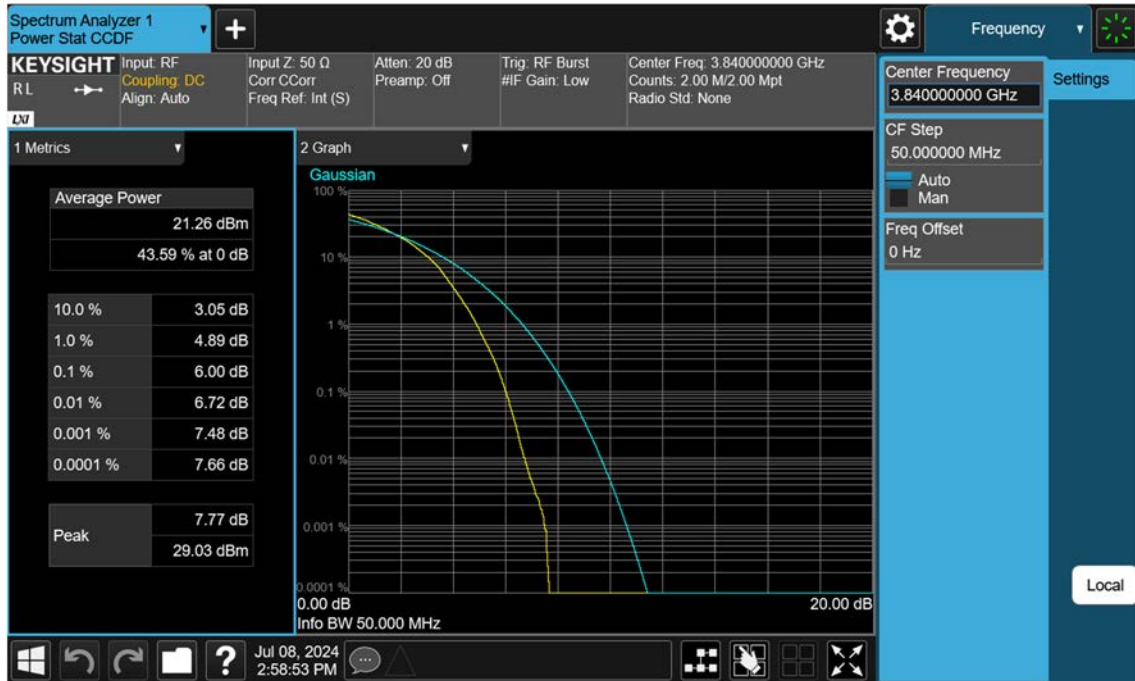 Spectrum Analyzer 1
Power Stat CCDF
+
Frequency
KEYSIGHT
R L
LXI
Input: RF
Coupling: DC
Align: Auto
Input Z: 50 Ω
Corr CCorr
Freq Ref: Int (S)
Atten: 20 dB
Preamp: Off
Trig: RF Burst
#IF Gain: Low
Center Freq: 3.840000000 GHz
Counts: 2.00 M/2.00 Mpt
Radio Std: None
Center Frequency
3.840000000 GHz
Settings
CF Step
50.000000 MHz
Auto
Man
Freq Offset
0 Hz
Local
1 Metrics
Average Power
21.26 dBm
43.59 % at 0 dB
10.0 % 3.05 dB
1.0 % 4.89 dB
0.1 % 6.00 dB
0.01 % 6.72 dB
0.001 % 7.48 dB
0.0001 % 7.66 dB
Peak
7.77 dB
29.03 dBm
2 Graph
Gaussian
100 %
10 %
1 %
0.1 %
0.01 %
0.001 %
0.0001 %
0.00 dB 20.00 dB
Info BW 50.000 MHz
?
Jul 08, 2024
2:58:53 PM